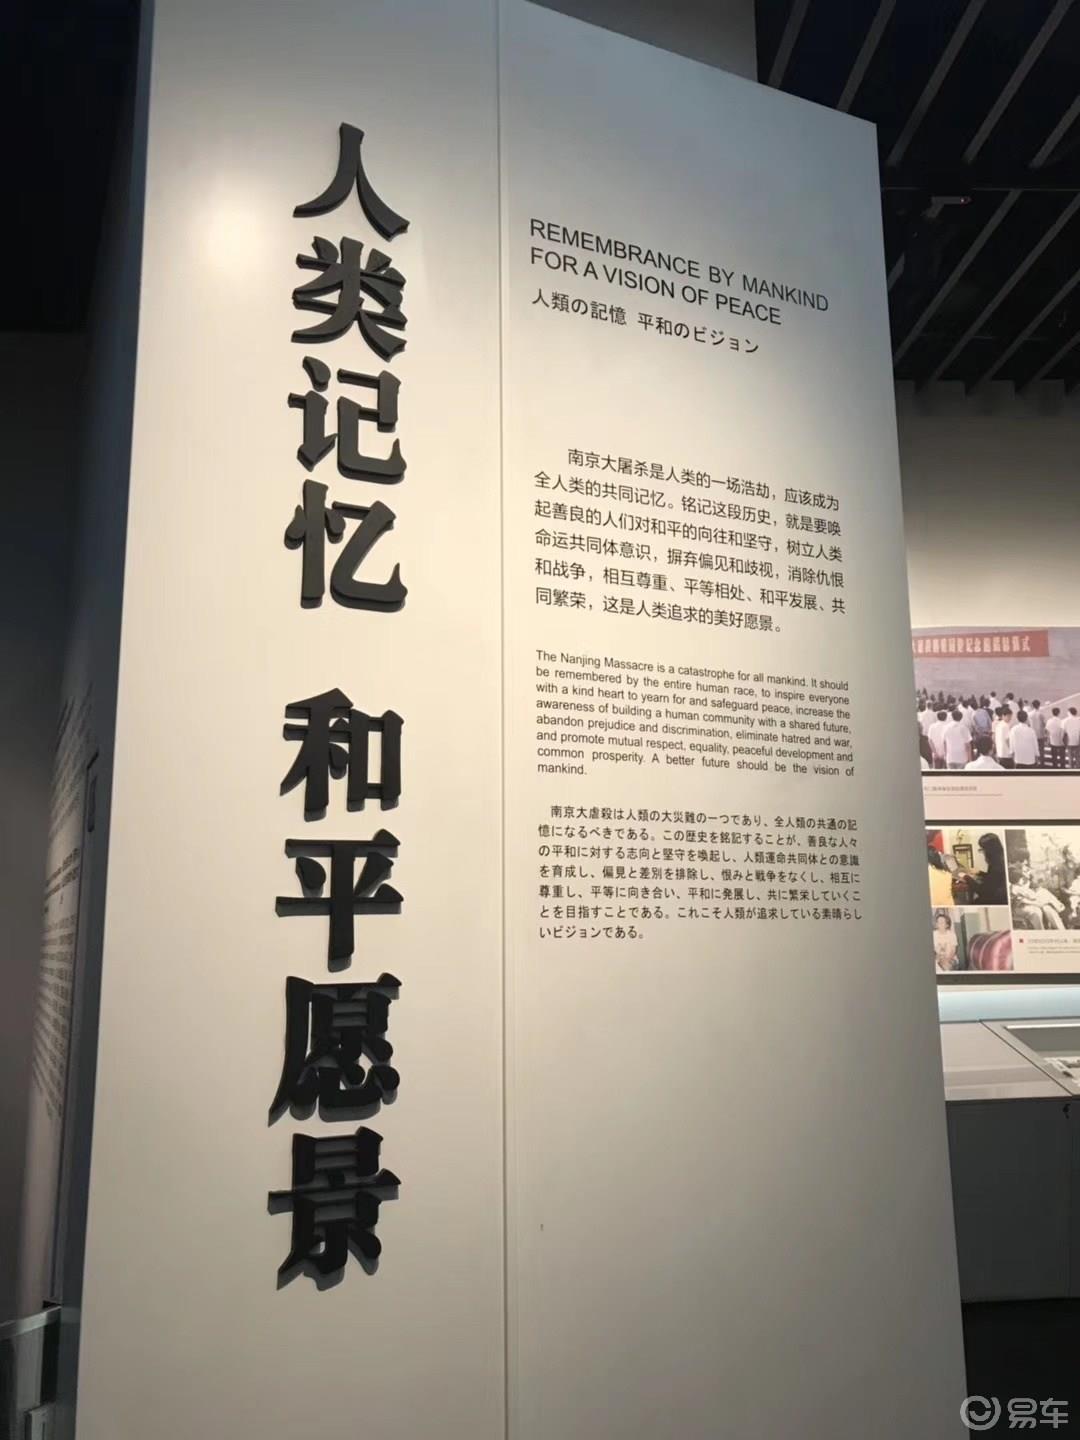 人类记忆 和平愿景
REMEMBRANCE BY MANKIND
FOR A VISION OF PEACE
人類の記憶 平和のビジョン
南京大屠杀是人类的一场浩劫，应该成为
全人类的共同记忆。铭记这段历史，就是要唤
起善良的人们对和平的向往和坚守，树立人类
命运共同体意识，摒弃偏见和歧视，消除仇恨
和战争，相互尊重、平等相处、和平发展、共
同繁荣，这是人类追求的美好愿景。
The Nanjing Massacre is a catastrophe for all mankind. It should
be remembered by the entire human race, to inspire everyone
with a kind heart to yearn for and safeguard peace, increase the
awareness of building a human community with a shared future,
abandon prejudice and discrimination, eliminate hatred and war,
and promote mutual respect, equality, peaceful development and
common prosperity. A better future should be the vision of
mankind.
南京大虐殺は人類の大災難の一つであり、全人類の共通の記
憶になるべきである。この歴史を銘記することが、善良な人々
の平和に対する志向と堅守を喚起し、人類運命共同体との意識
を育成し、偏見と差別を排除し、恨みと戦争をなくし、相互に
尊重し、平等に向き合い、平和に発展し、共に繁栄していくこ
とを目指すことである。これこそ人類が追求している素晴らし
いビジョンである。
易车